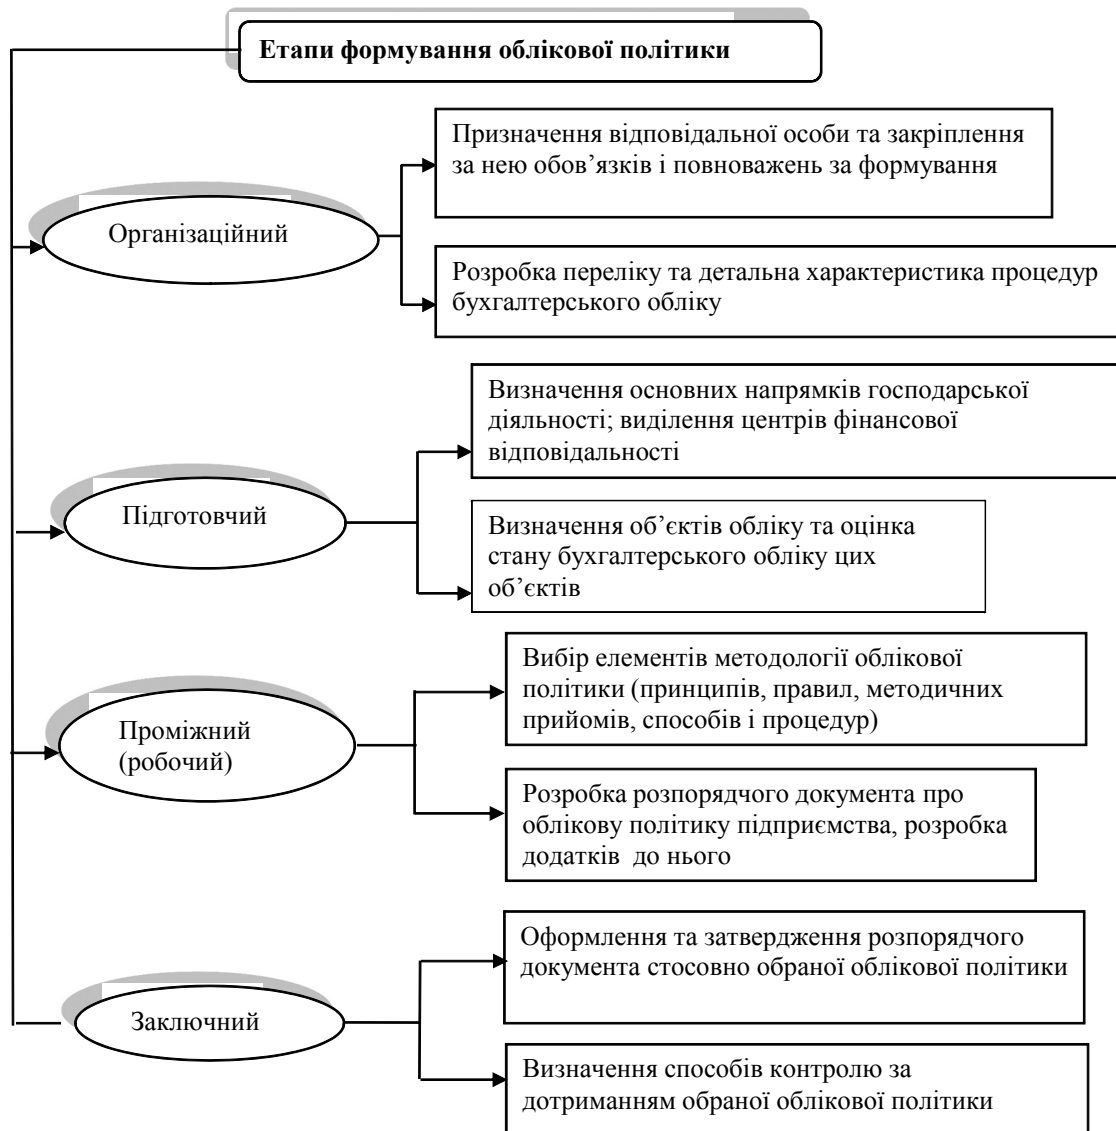 Етапи формування облікової політики
Організаційний
Призначення відповідальної особи та закріплення
за нею обов’язків і повноважень за формування
Розробка переліку та детальна характеристика процедур
бухгалтерського обліку
Підготовчий
Визначення основних напрямків господарської
діяльності; виділення центрів фінансової
відповідальності
Визначення об’єктів обліку та оцінка
стану бухгалтерського обліку цих
об’єктів
Проміжний
(робочий)
Вибір елементів методології облікової
політики (принципів, правил, методичних
прийомів, способів і процедур)
Розробка розпорядчого документа про
облікову політику підприємства, розробка
додатків до нього
Заключний
Оформлення та затвердження розпорядчого
документа стосовно обраної облікової політики
Визначення способів контролю за
дотриманням обраної облікової політики